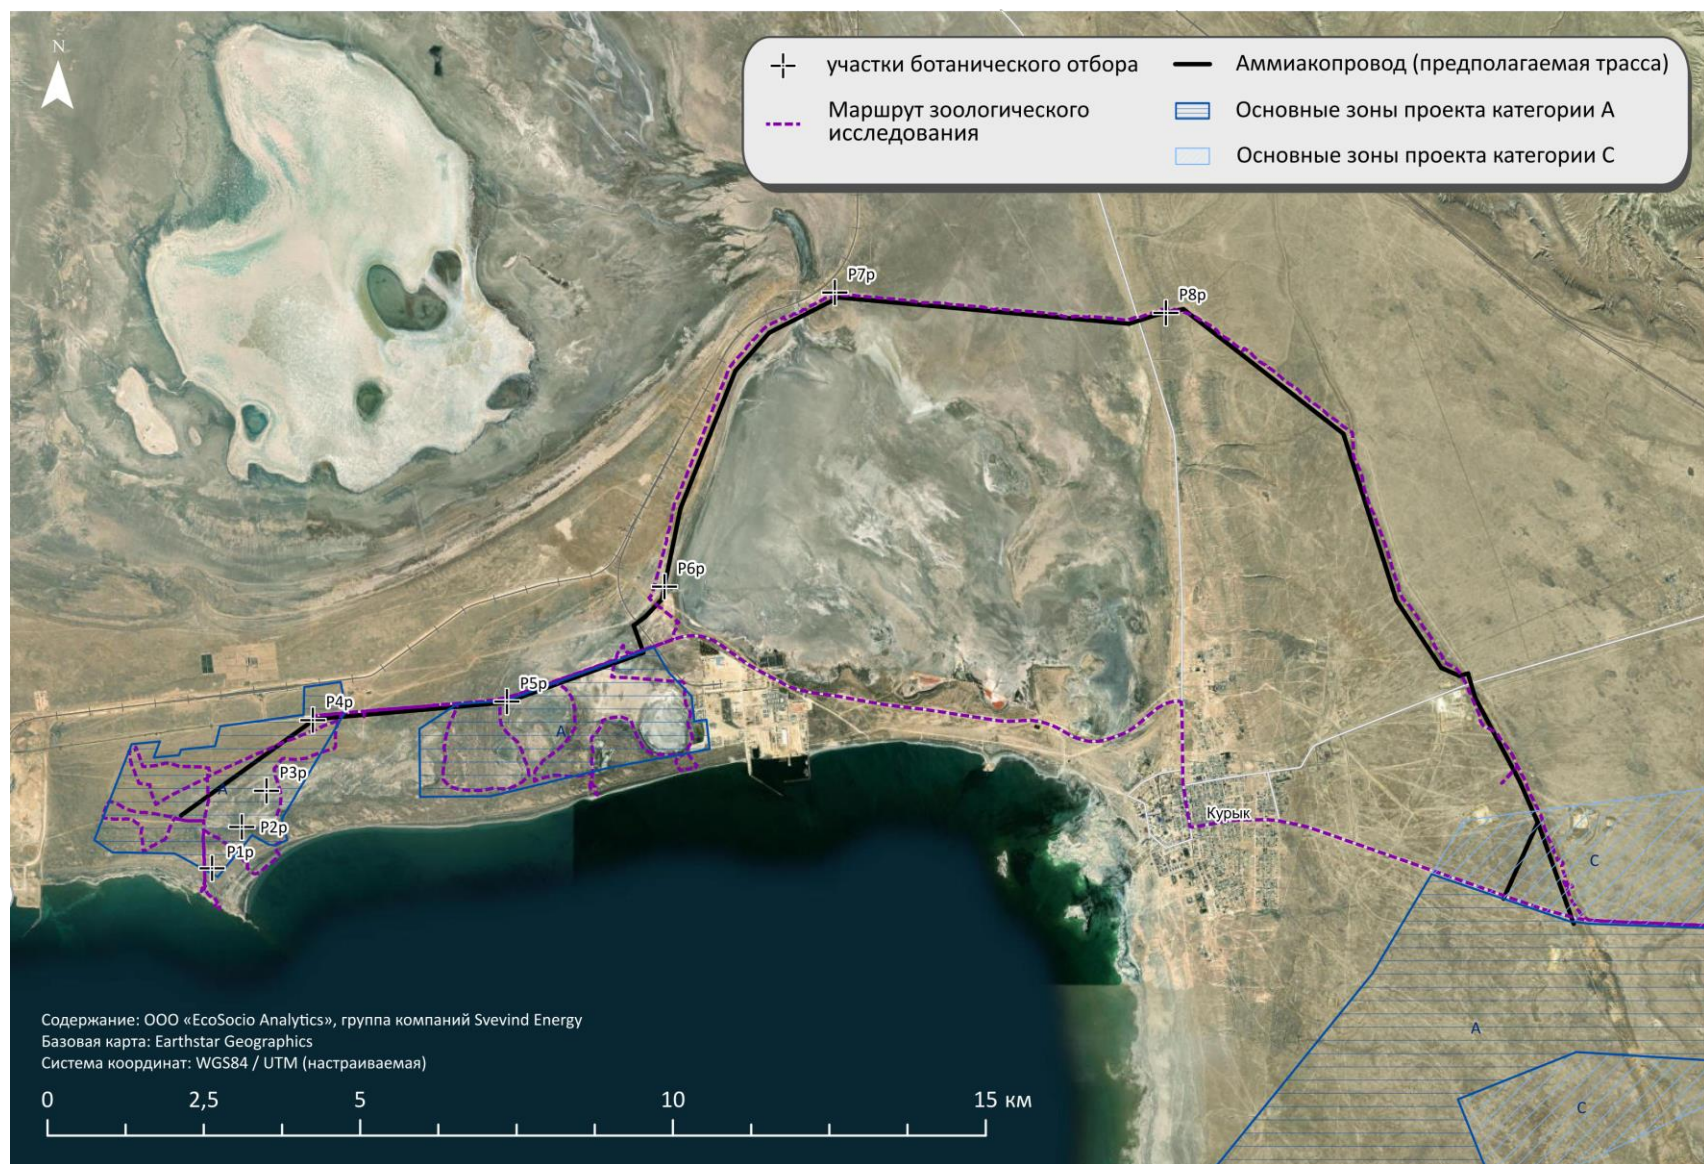 N
участки ботанического отбора
Маршрут зоологического
исследования
Аммиакопровод (предполагаемая трасса)
Основные зоны проекта категории А
Основные зоны проекта категории С
P7p
P8p
P6p
P5p
P4p
P3p
P2p
P1p
A
A
Курык
C
A
C
Содержание: ООО «EcoSocio Analytics», группа компаний Svevind Energy
Базовая карта: Earthstar Geographics
Система координат: WGS84 / UTM (настраиваемая)
0 2,5 5 10 15 км